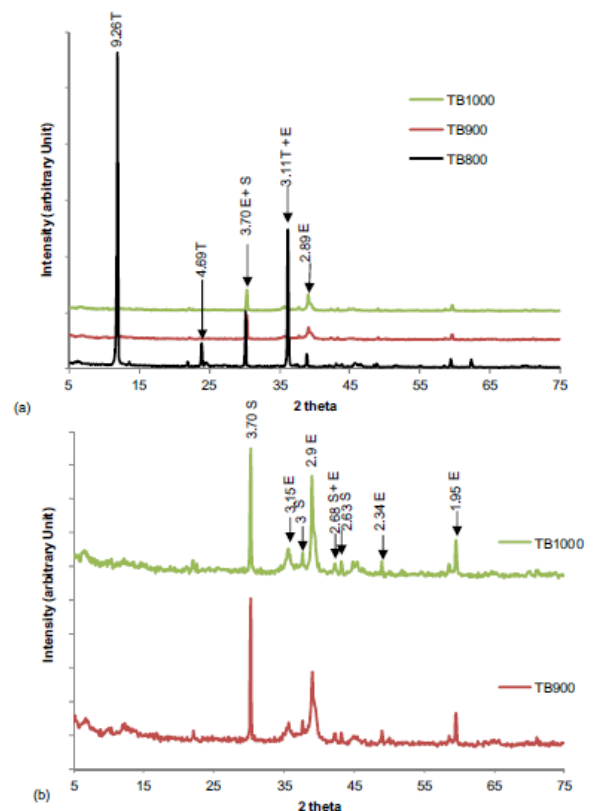 9.26T
4.69T
3.70 E + S
3.11T + E
2.89 E
TB1000
TB900
TB800
Intensity (arbitrary Unit)
5 15 25 35 45 55 65 75
2 theta
(a)
3.70 S
3.15 E
3 S
2.9 E
2.68 S + E
2.63 S
2.34 E
1.95 E
TB1000
TB900
Intensity (arbitrary Unit)
5 15 25 35 45 55 65 75
2 theta
(b)